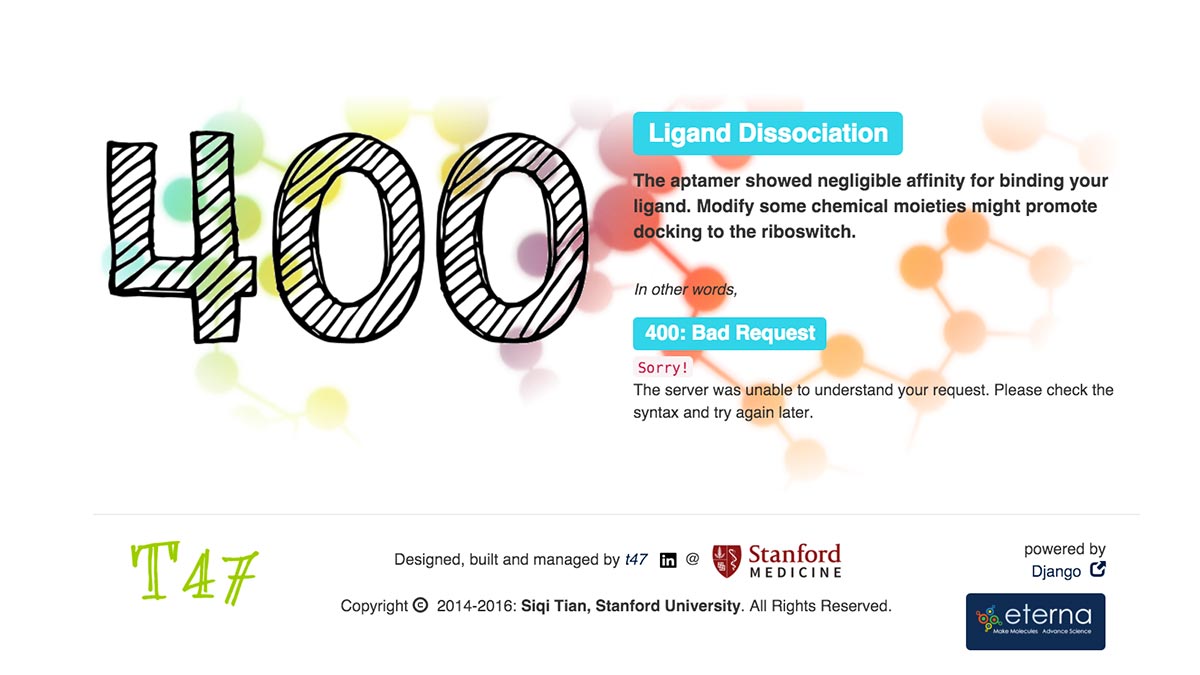 400
Ligand Dissociation
The aptamer showed negligible affinity for binding your
ligand. Modify some chemical moieties might promote
docking to the riboswitch.
In other words,
400: Bad Request
Sorry!
The server was unable to understand your request. Please check the
syntax and try again later.
T47
Designed, built and managed by t47 in @ Stanford
MEDICINE
Copyright © 2014-2016: Siqi Tian, Stanford University. All Rights Reserved.
powered by
Django
eterna
Make Molecules Advance Science